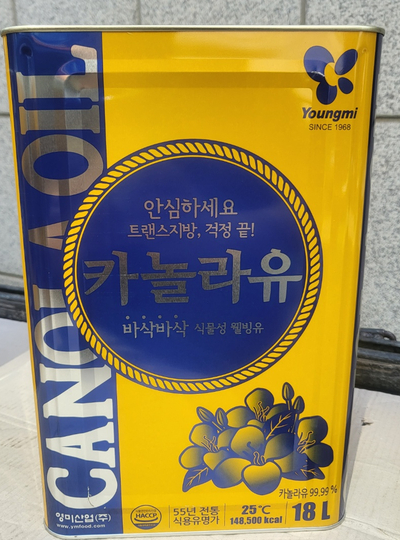 CANOLA OIL
Youngmi
SINCE 1968
안심하세요
트랜스지방, 걱정 끝!
카놀라유
바삭바삭 식물성 웰빙유
카놀라유 99.99%
영미산업(주)
www.ymfood.com
HACCP
55년 전통
식용유명가
25℃
148,500 kcal
18 L